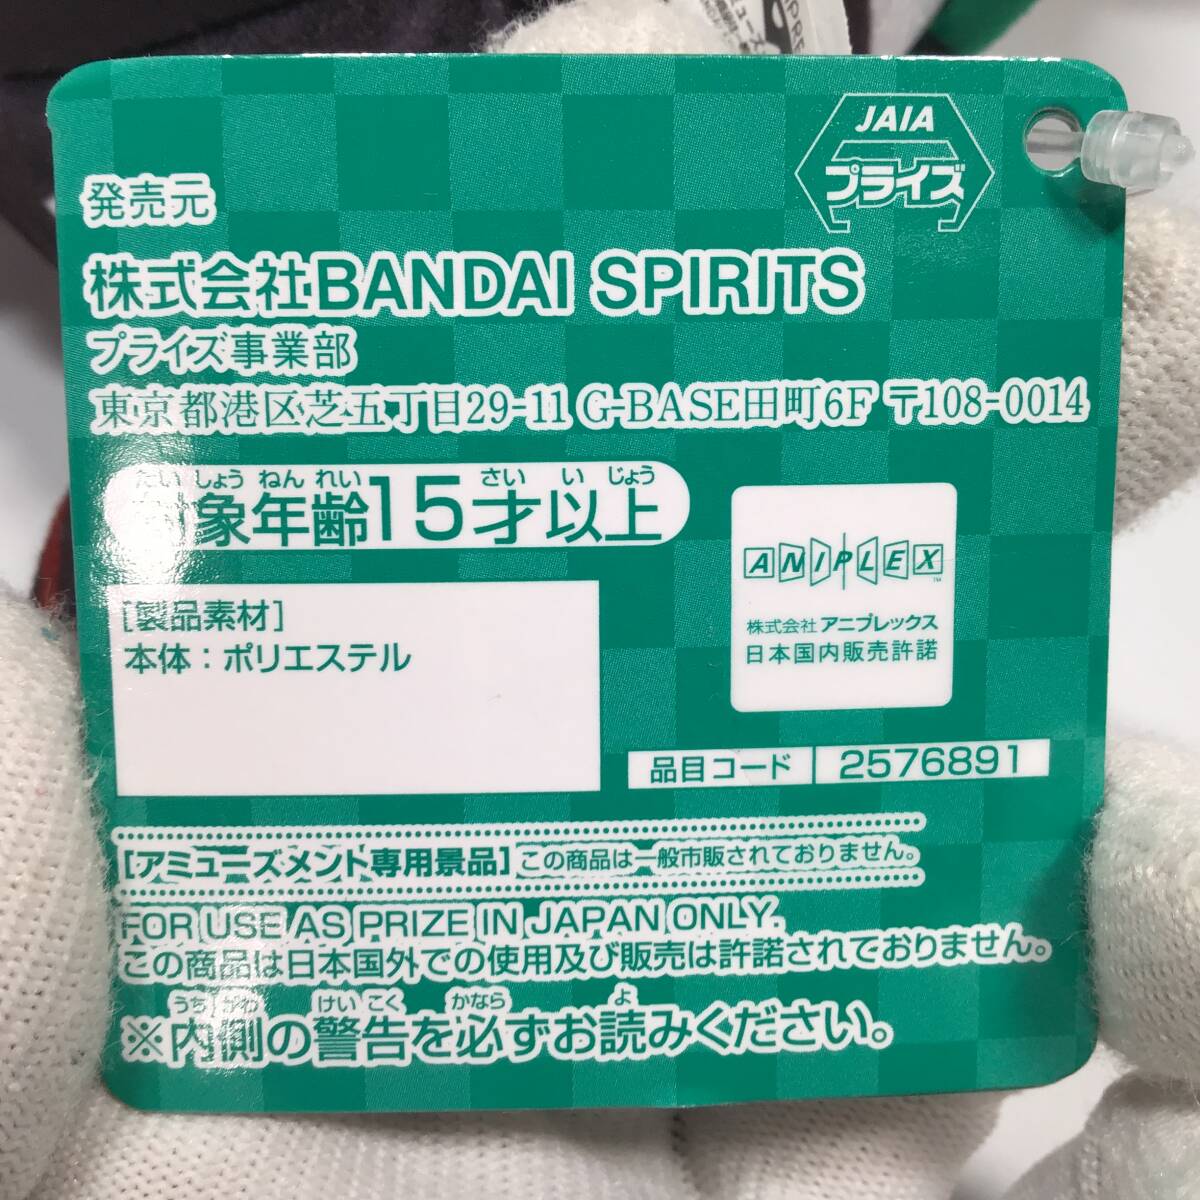 JAIA
プライズ
発売元
株式会社BANDAI SPIRITS
プライズ事業部
東京都港区芝五丁目29-11 G-BASE田町6F 〒108-0014
たいしょうねんれい さいいじょう
対象年齢15才以上
ANIPLEX
株式会社アニプレックス
日本国内販売許諾
[製品素材]
本体：ポリエステル
品目コード 2576891
[アミューズメント専用景品] この商品は一般市販されておりません。
FOR USE AS PRIZE IN JAPAN ONLY.
この商品は日本国外での使用及び販売は許諾されておりません。
うちがわ けいこく かなら よ
※内側の警告を必ずお読みください。